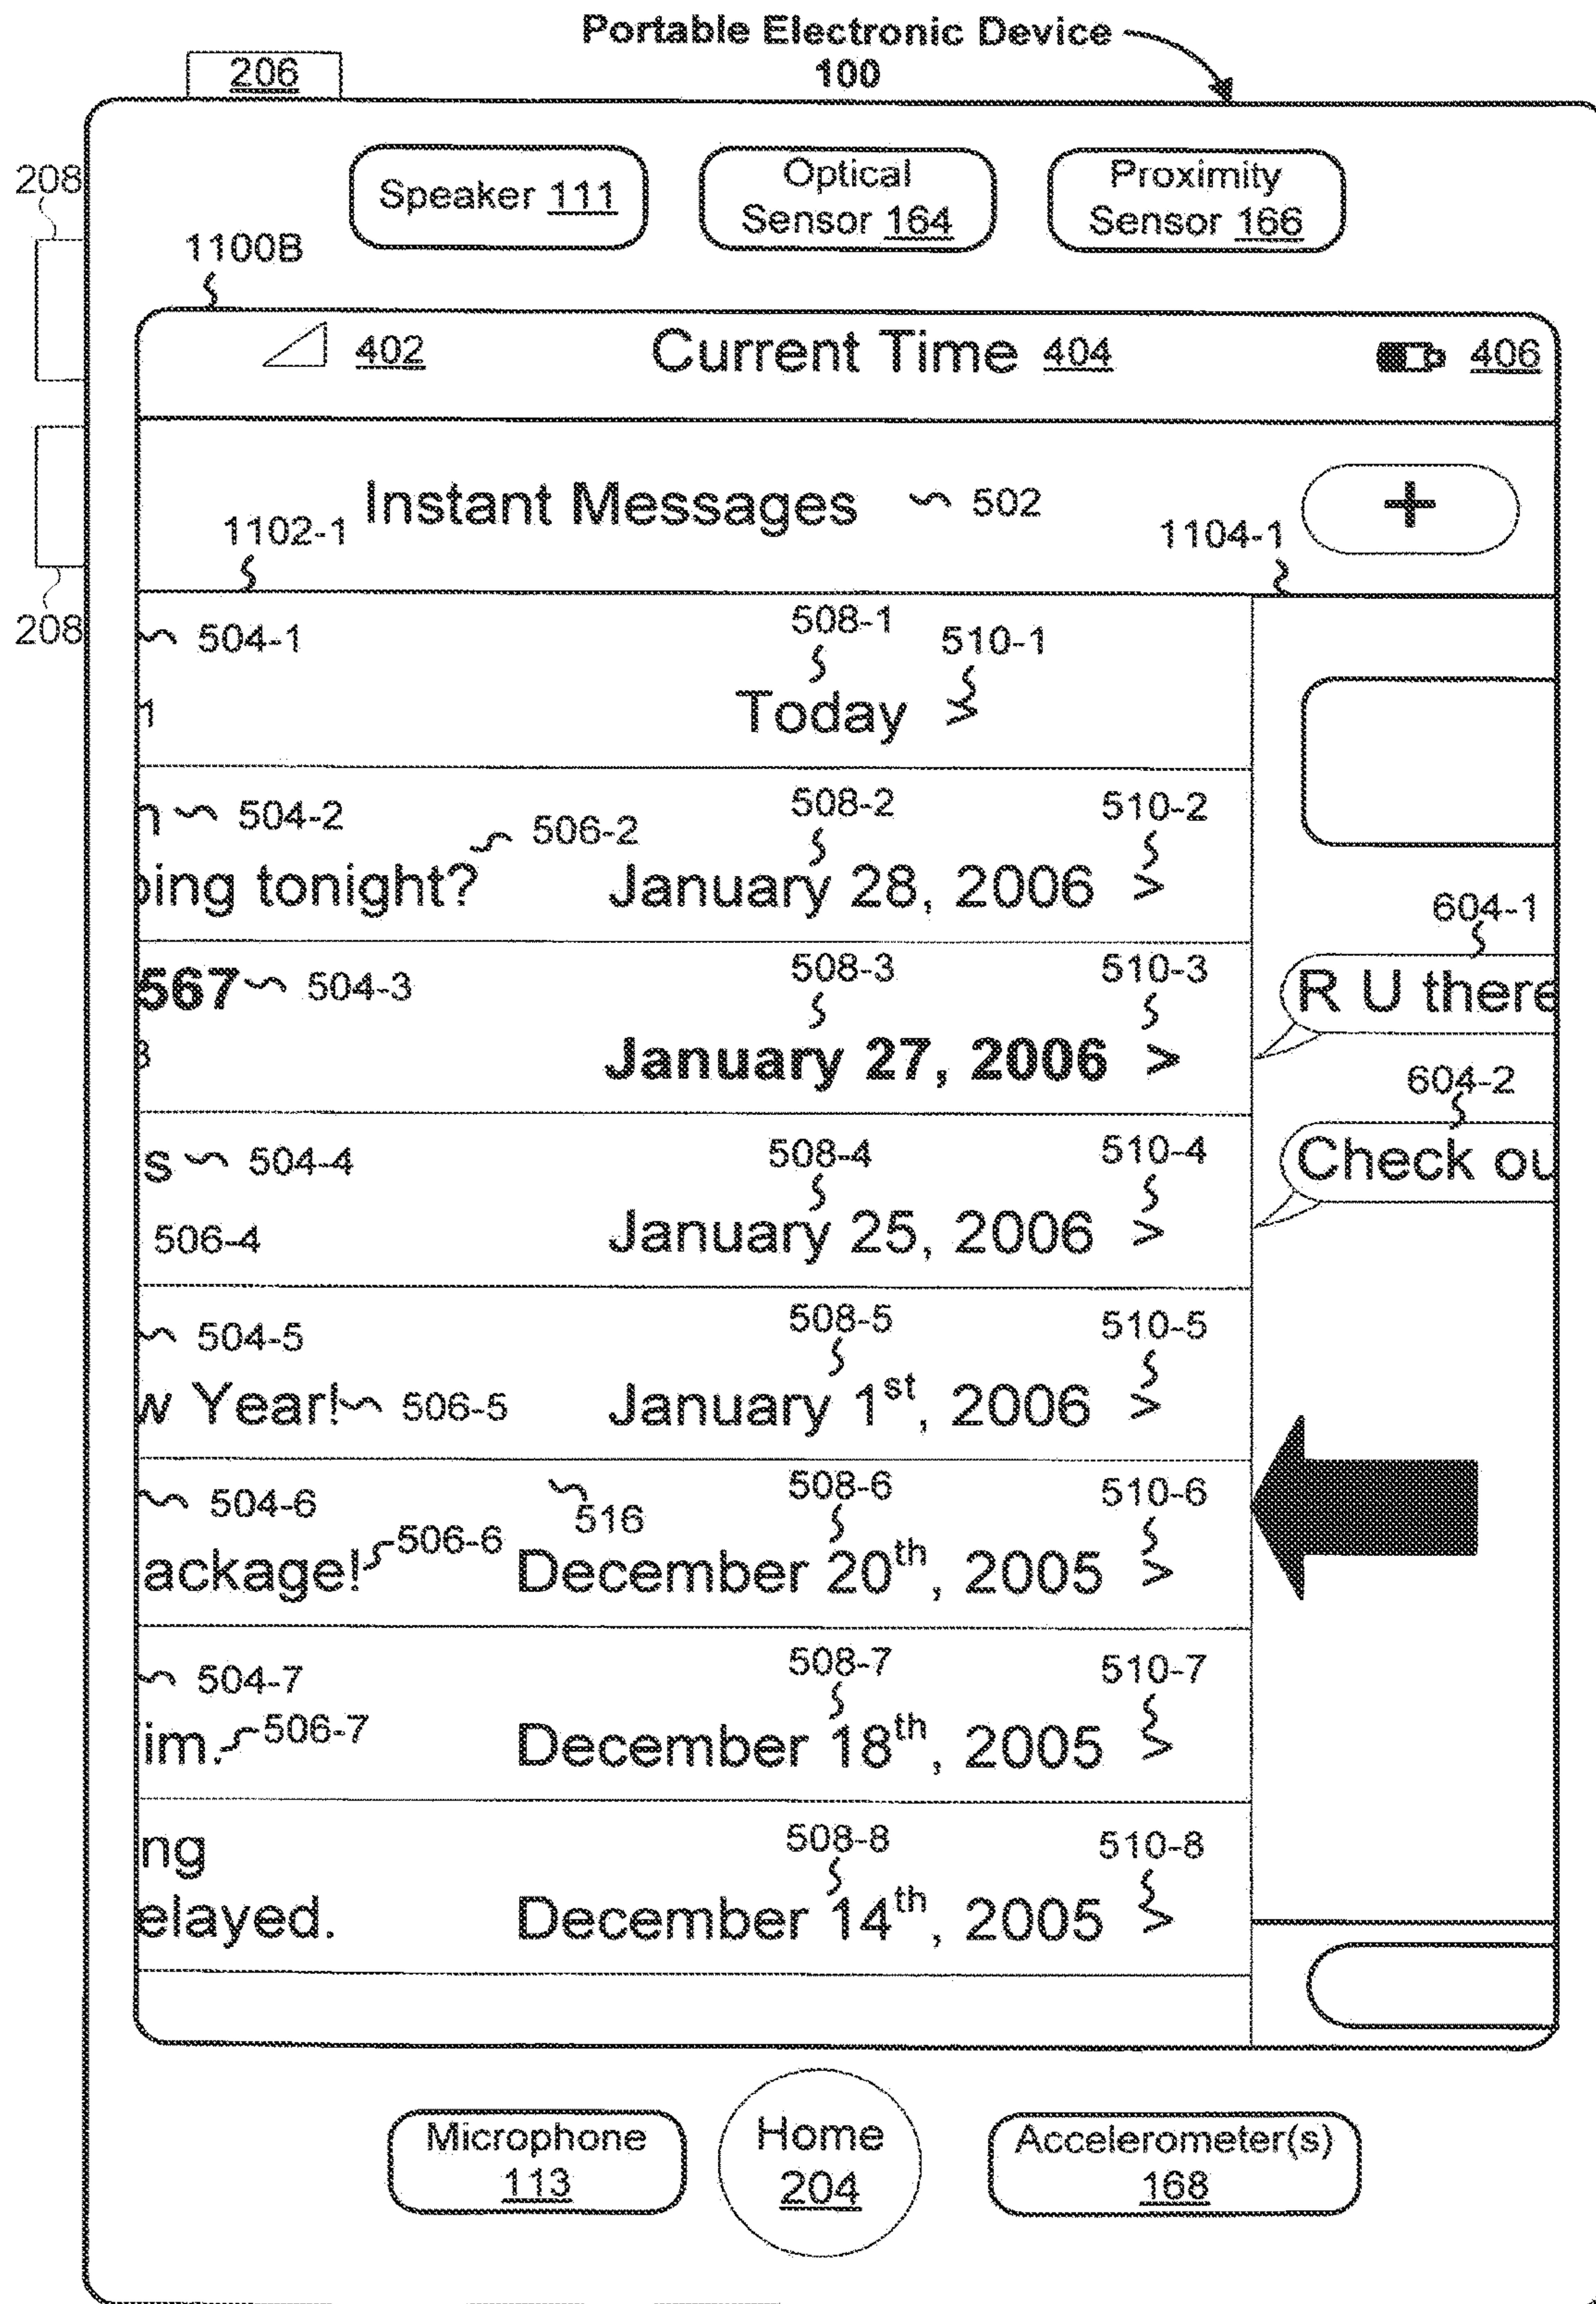 Portable Electronic Device
100
206
208
Speaker 111
Optical
Sensor 164
Proximity
Sensor 166
1100B
402
Current Time 404
406
Instant Messages
502
+
1102-1
1104-1
208
504-1
508-1
510-1
1
Today >
n
504-2
506-2
508-2
510-2
ing tonight?
January 28, 2006 >
604-1
567
504-3
508-3
510-3
R U there
3
January 27, 2006 >
604-2
s
504-4
508-4
510-4
Check ou
506-4
January 25, 2006 >
504-5
508-5
510-5
w Year!
506-5
January 1st, 2006 >
504-6
516
508-6
510-6
ackage!
506-6
December 20th, 2005 >
504-7
508-7
510-7
im.
506-7
December 18th, 2005 >
ng
508-8
510-8
elayed.
December 14th, 2005 >
Microphone
113
Home
204
Accelerometer(s)
168